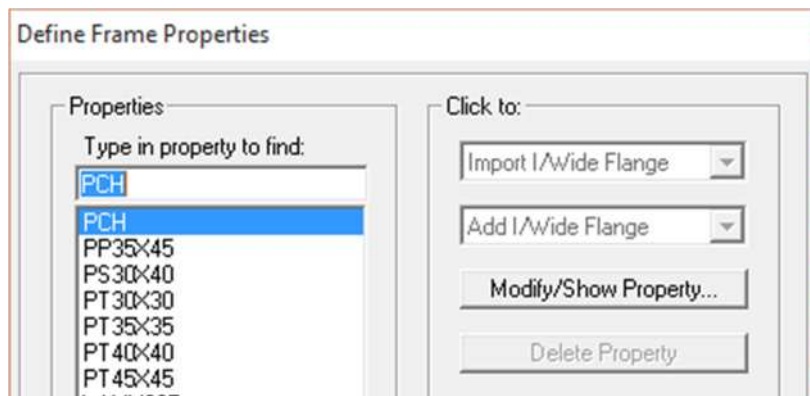 Define Frame Properties
Properties
Type in property to find:
PCH
PCH
PP35X45
PS30X40
PT30X30
PT35X35
PT40X40
PT45X45
Click to:
Import I/Wide Flange
Add I/Wide Flange
Modify/Show Property...
Delete Property